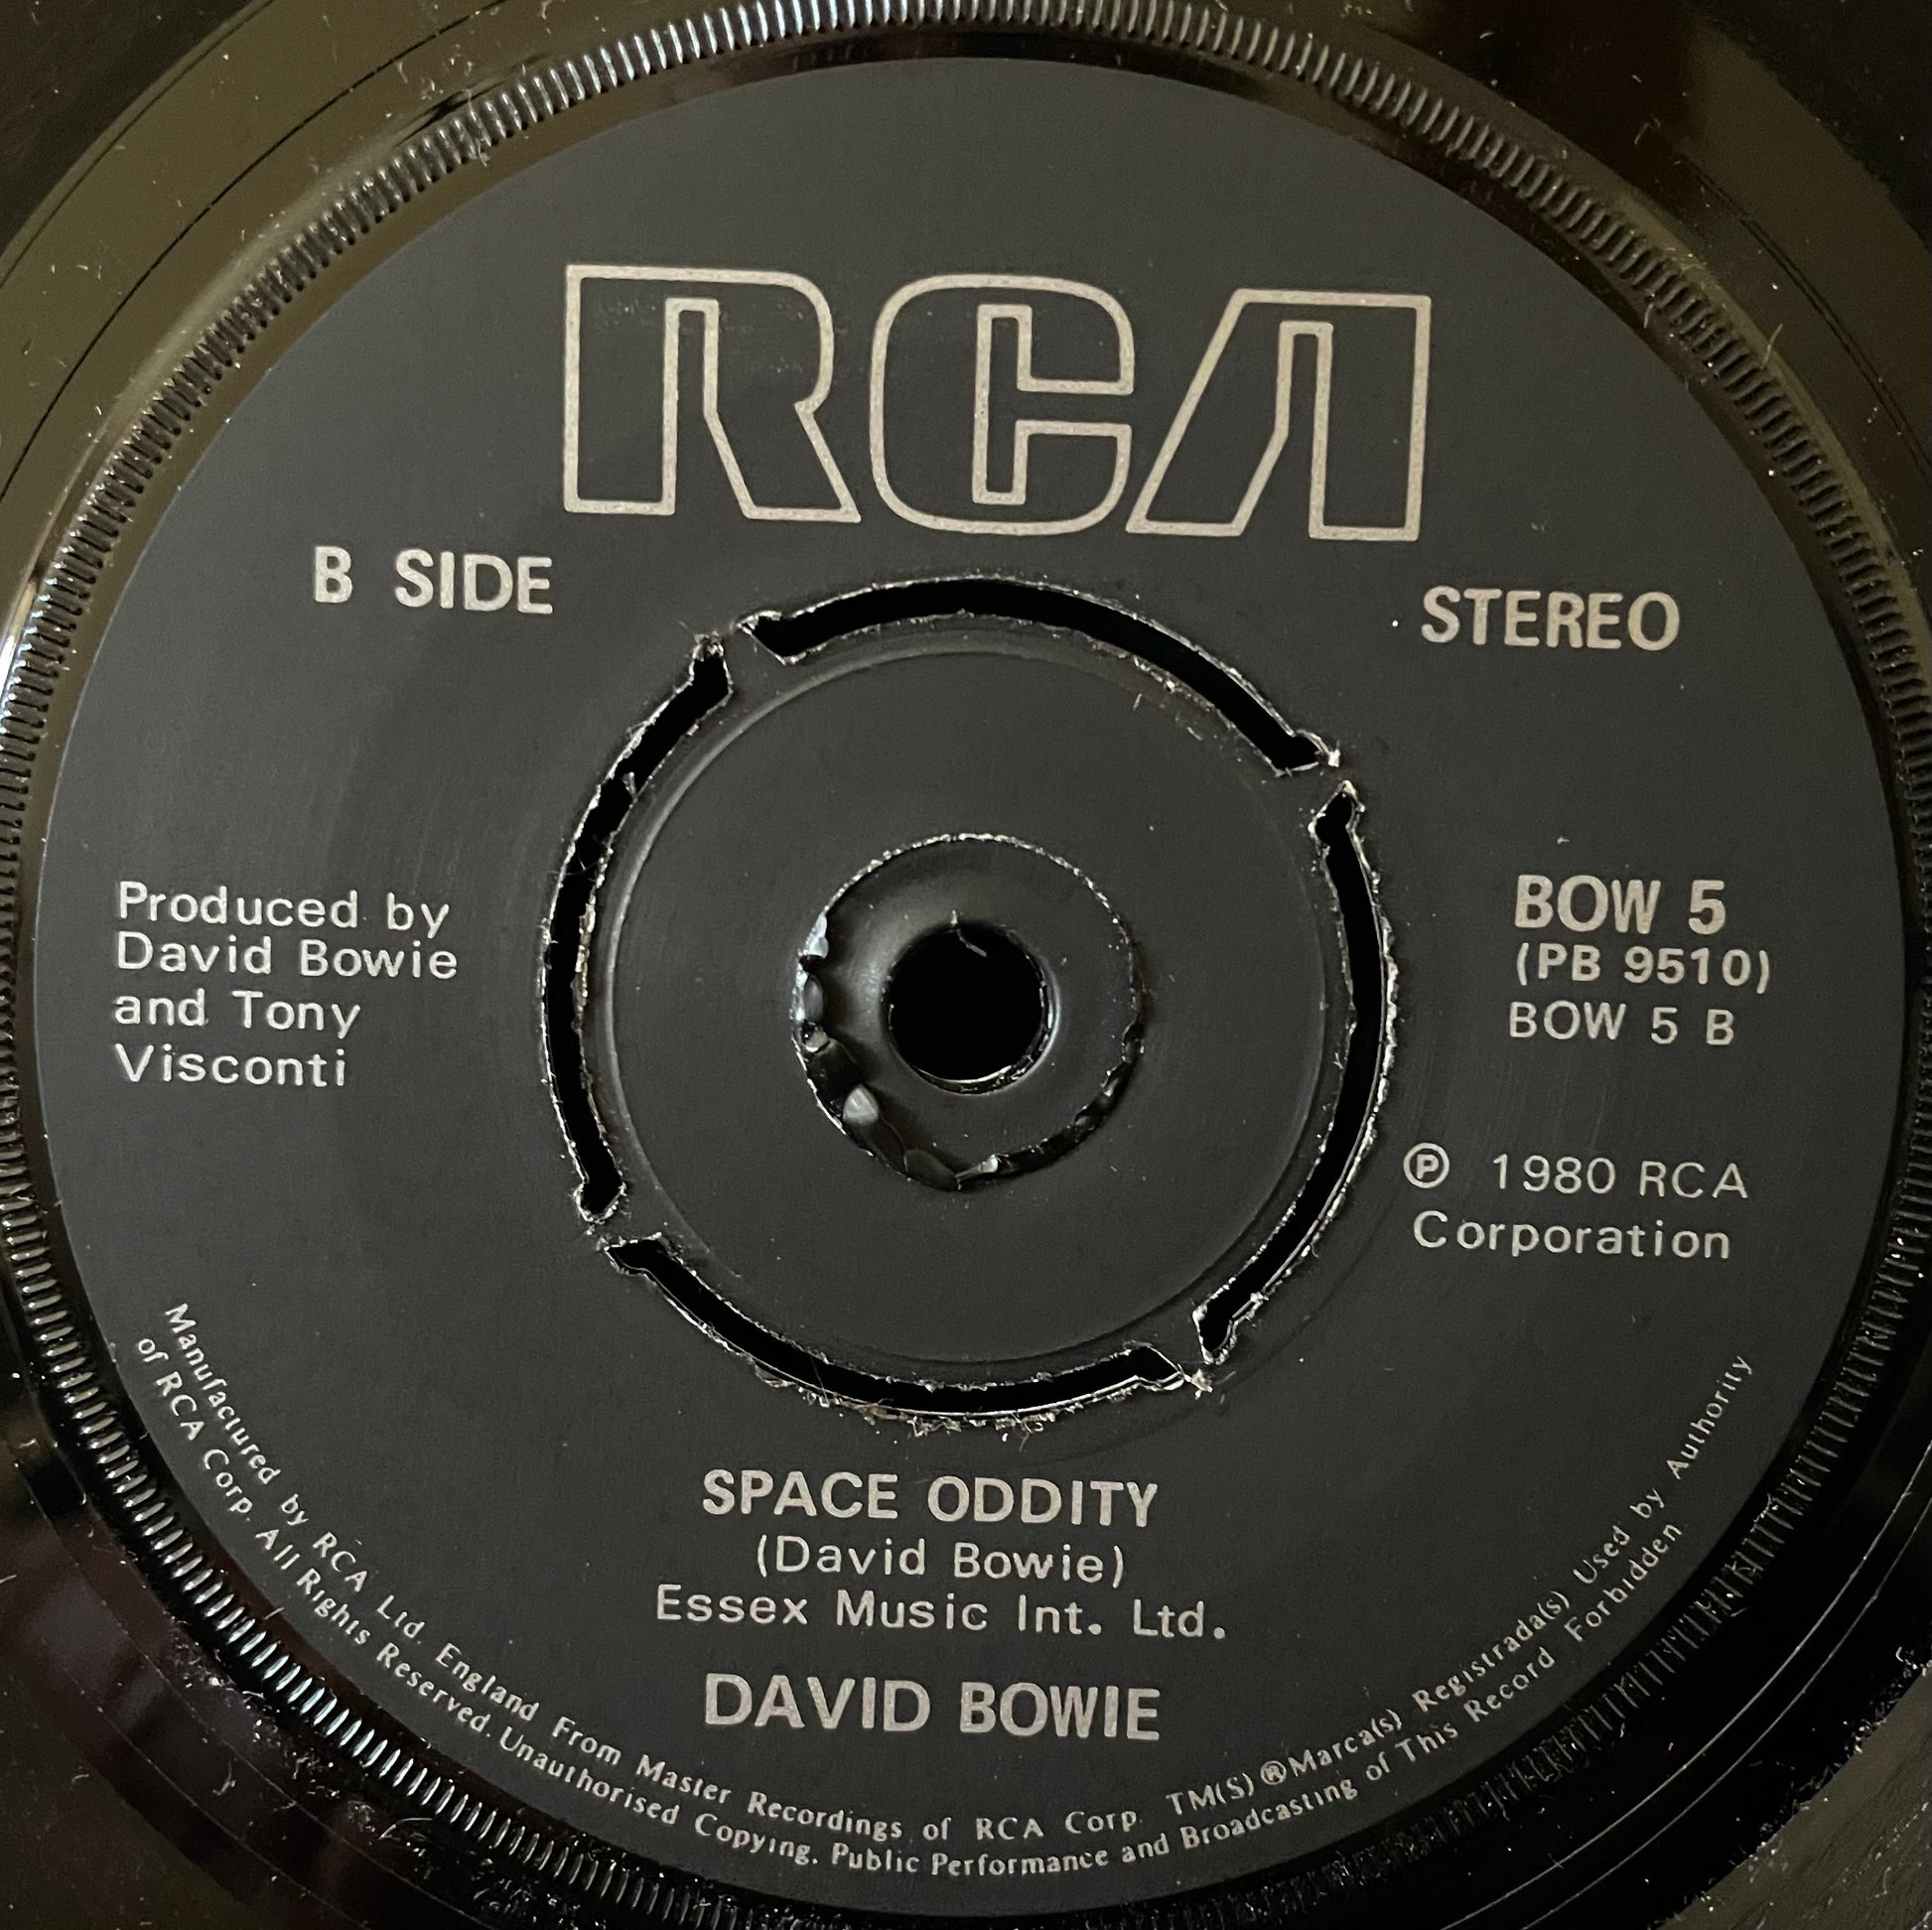 RCA
B SIDE
STEREO
Produced by
David Bowie
and Tony
Visconti
BOW 5
(PB 9510)
BOW 5 B
Ⓟ 1980 RCA
Corporation
SPACE ODDITY
(David Bowie)
Essex Music Int. Ltd.
DAVID BOWIE
Manufactured by RCA Ltd. England From Master Recordings of RCA Corp. TM(S) ® Marca(s) Registrada(s) Used by Authority
of RCA Corp. All Rights Reserved. Unauthorised Copying, Public Performance and Broadcasting of This Record Forbidden